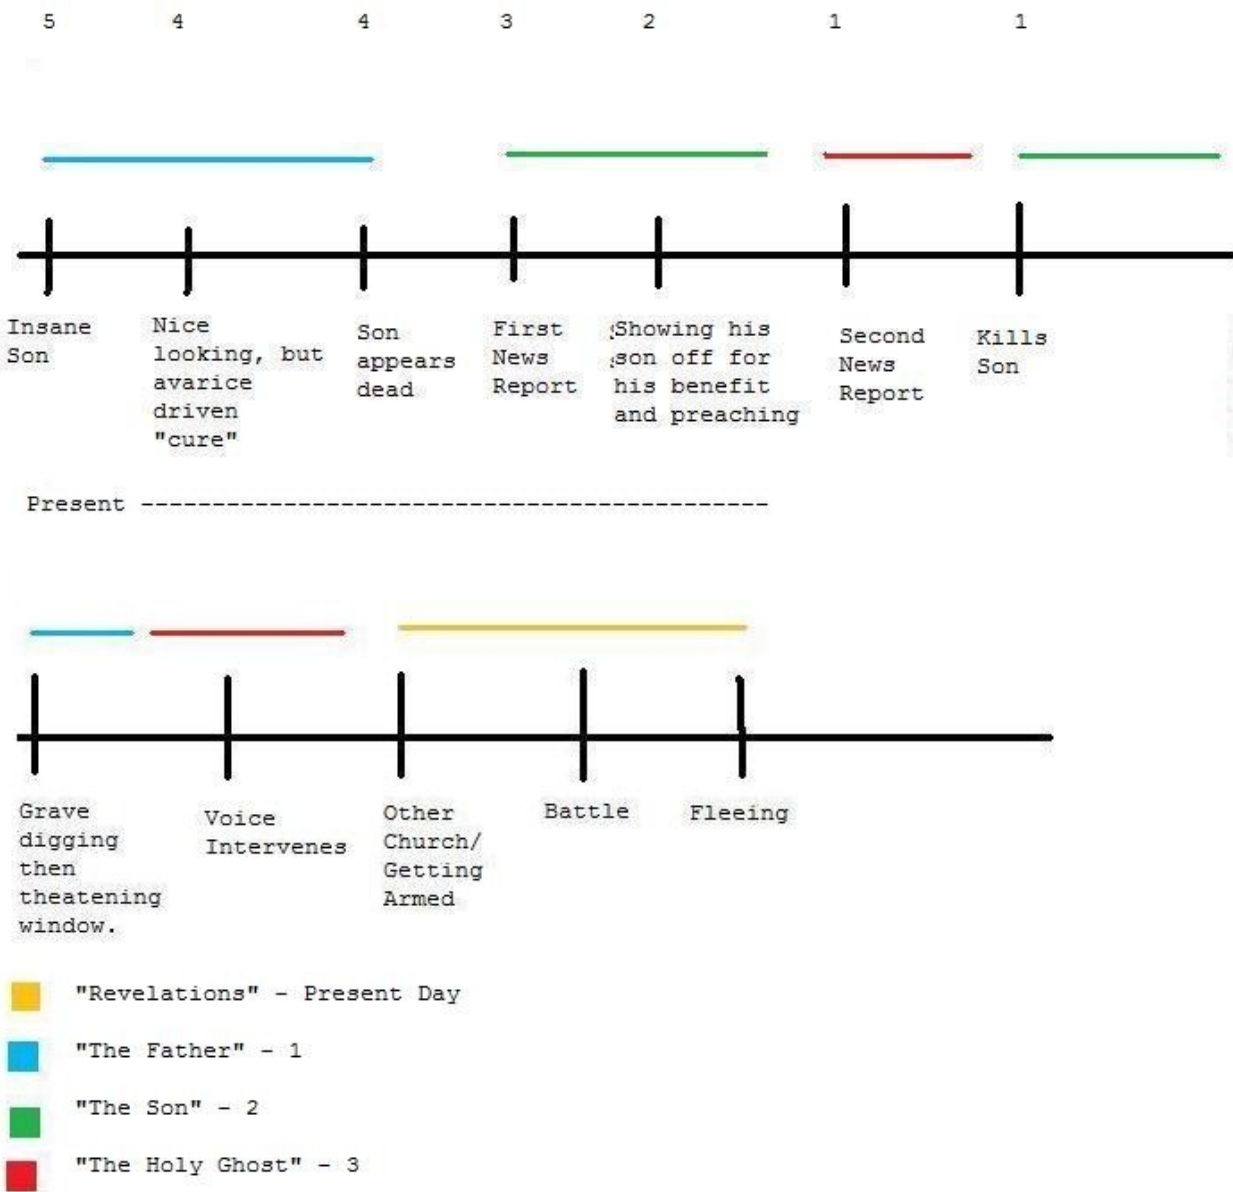 5 4 4 3 2 1 1
Insane
Son
Nice
looking, but
avarice
driven
"cure"
Son
appears
dead
First
News
Report
Showing his
son off for
his benefit
and preaching
Second
News
Report
Kills
Son
Present --------------------------------------------
Grave
digging
then
theatening
window.
Voice
Intervenes
Other
Church/
Getting
Armed
Battle
Fleeing
"Revelations" - Present Day
"The Father" - 1
"The Son" - 2
"The Holy Ghost" - 3